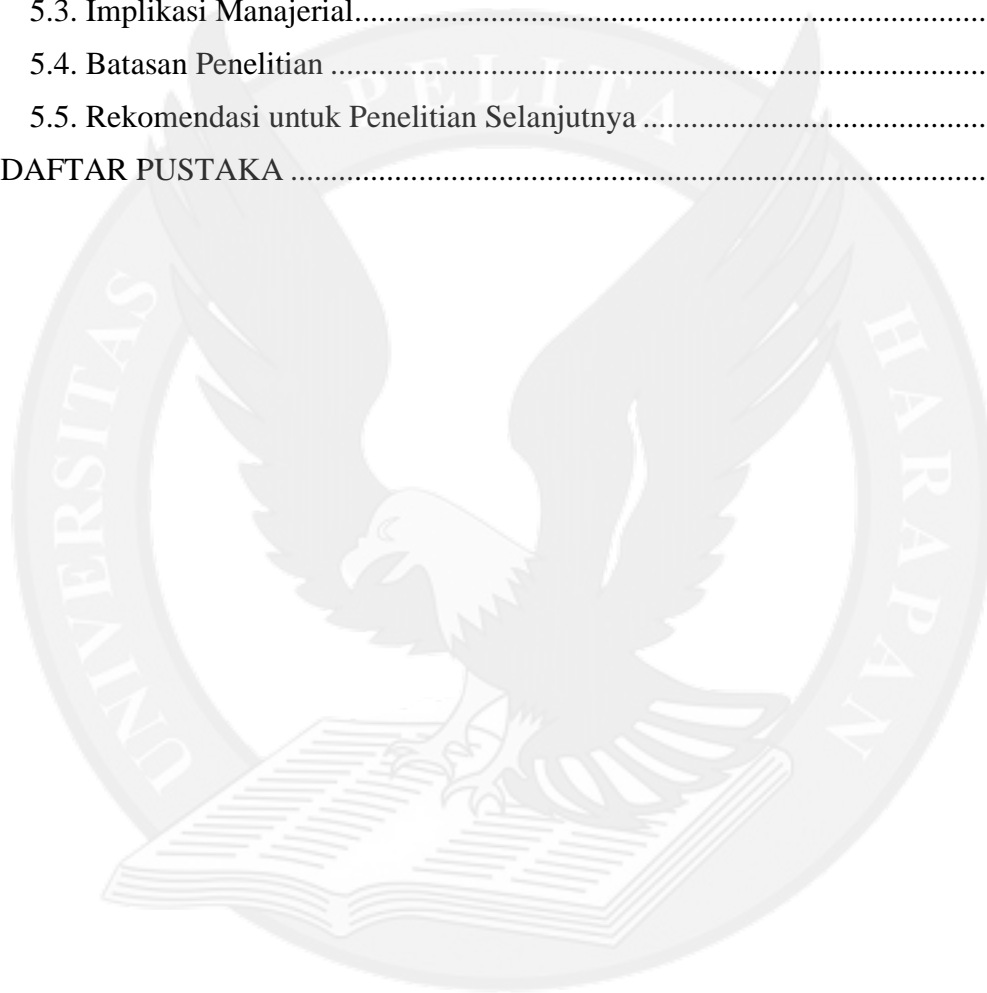 5.3. Implikasi Manajerial......................................................................................
5.4. Batasan Penelitian .........................................................................................
5.5. Rekomendasi untuk Penelitian Selanjutnya ...............................................
DAFTAR PUSTAKA ...........................................................................................
UNIVERSITAS PELITA HARAPAN